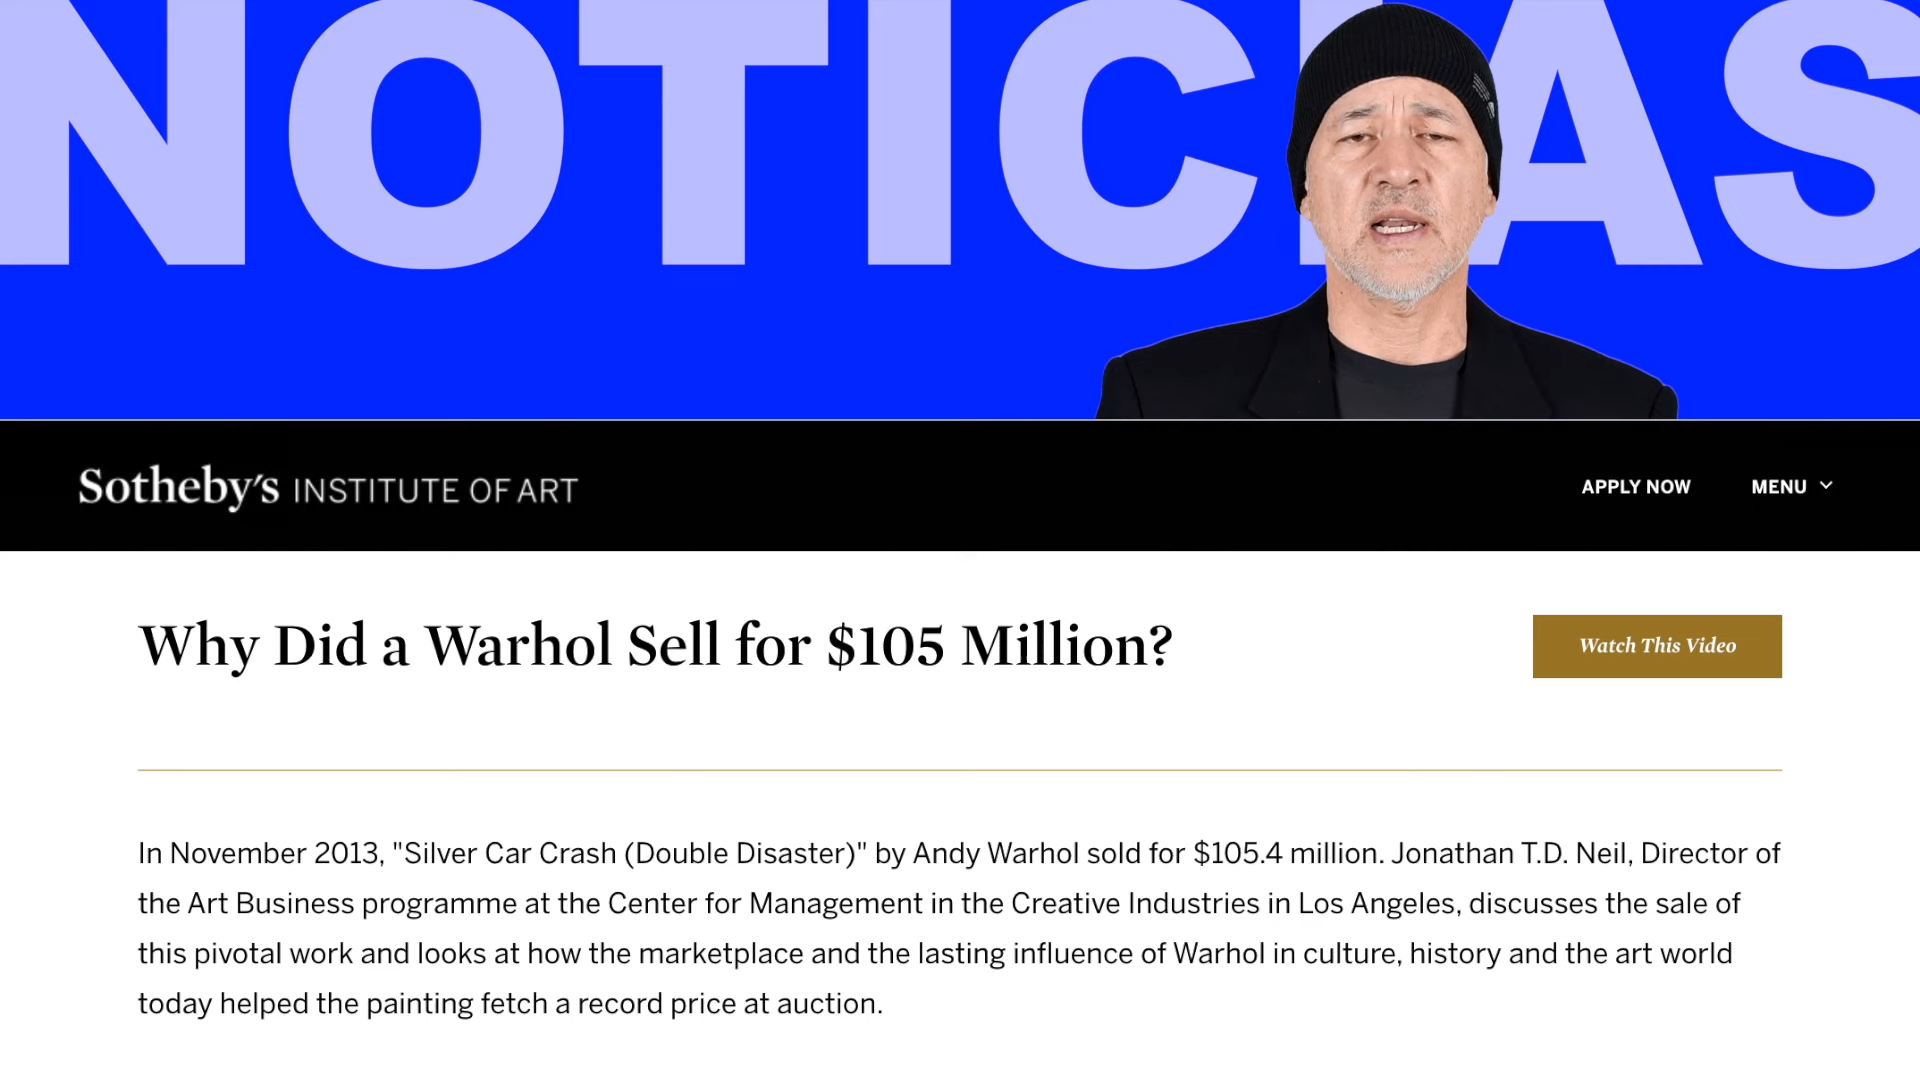 NOTICIAS
Sotheby's INSTITUTE OF ART
APPLY NOW
MENU
Why Did a Warhol Sell for $105 Million?
Watch This Video
In November 2013, "Silver Car Crash (Double Disaster)" by Andy Warhol sold for $105.4 million. Jonathan T.D. Neil, Director of
the Art Business programme at the Center for Management in the Creative Industries in Los Angeles, discusses the sale of
this pivotal work and looks at how the marketplace and the lasting influence of Warhol in culture, history and the art world
today helped the painting fetch a record price at auction.